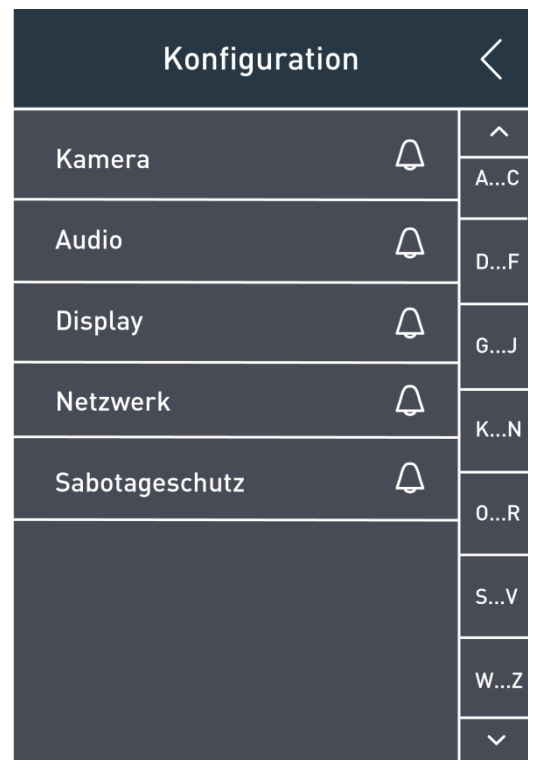 Konfiguration
Kamera
Audio
Display
Netzwerk
Sabotageschutz
A...C
D...F
G...J
K...N
O...R
S...V
W...Z